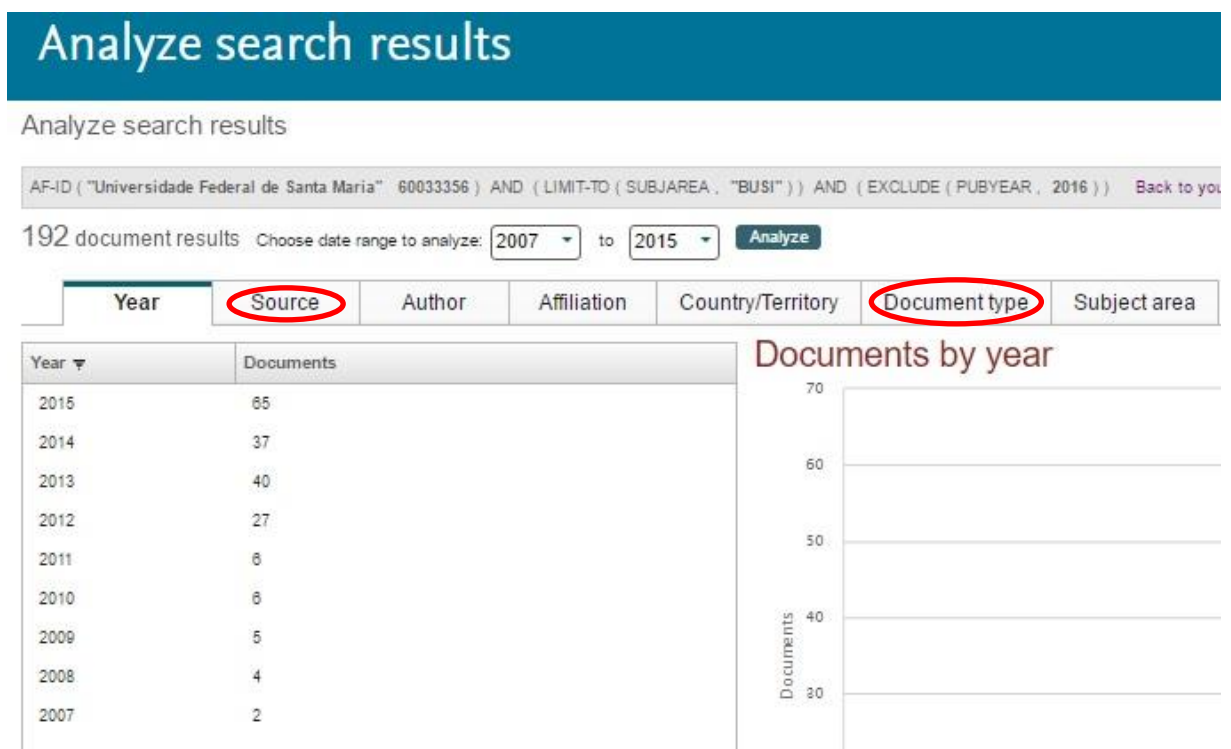 Analyze search results
Analyze search results
AF-ID ( "Universidade Federal de Santa Maria" 60033356 ) AND ( LIMIT-TO ( SUBJAREA , "BUSI" ) ) AND ( EXCLUDE ( PUBYEAR , 2016 ) ) Back to you
192 document results Choose date range to analyze: 2007 to 2015 Analyze
Year Source Author Affiliation Country/Territory Document type Subject area
Year Documents
2015 65
2014 37
2013 40
2012 27
2011 6
2010 6
2009 5
2008 4
2007 2
Documents by year
70
60
50
40
30
Documents